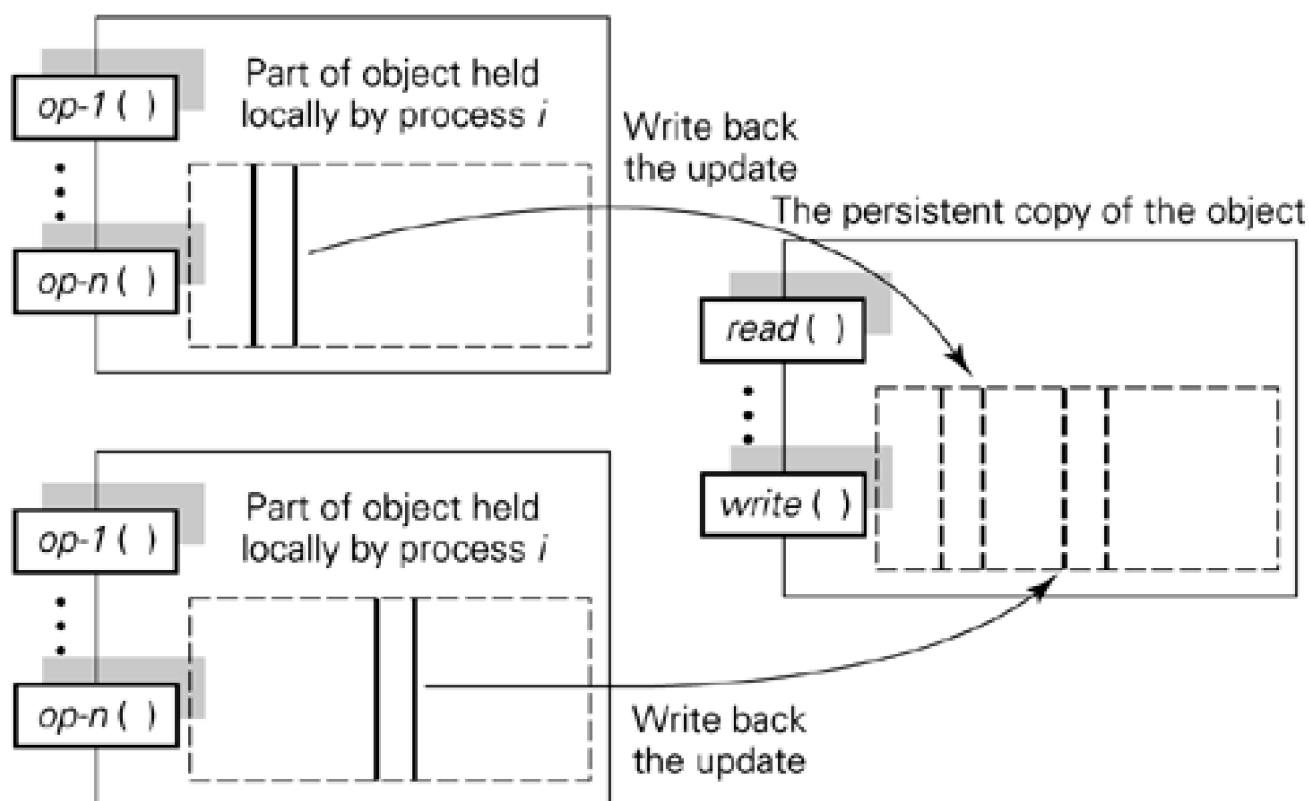 op-1 ( )
Part of object held
locally by process i
op-n ( )
Write back
the update
The persistent copy of the object
read ( )
write ( )
op-1 ( )
Part of object held
locally by process i
op-n ( )
Write back
the update